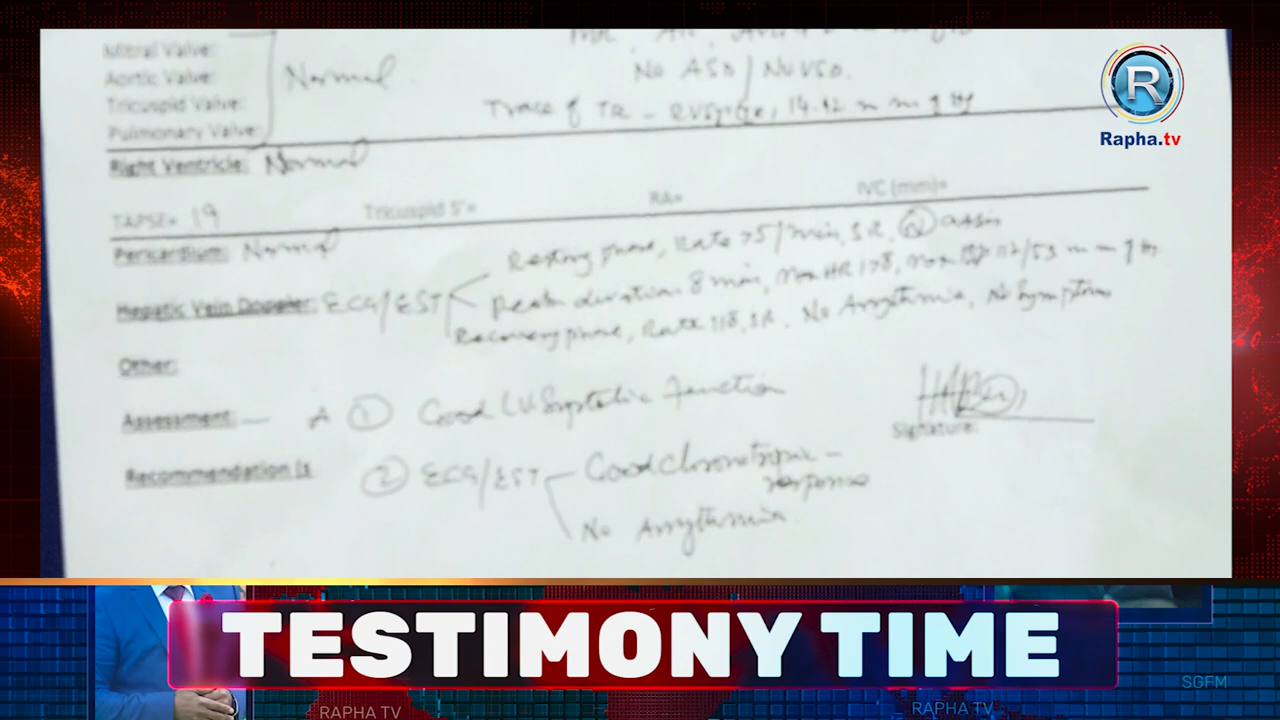 Mitral Valve:
Aortic Valve: Normal
No ASD / No VSD.
Tricuspid Valve:
Trace of TR - 14.12 mmHg
Pulmonary Valve:
Right Ventricle: Normal
TAPSE= 19 Tricuspid S'= RA= IVC (mm)=
Pericardium: Normal
Resting phase, Rate 75/min, SR,
Hepatic Vein Doppler: ECG/EST
Peak duration 8 min, Max HR 178, Max BP 112/53 mmHg
Recovery phase, Rate 118, SR. No Arrythmia, No Symptoms
Other:
Assessment: ① Good LV Systolic function
Signature:
Recommendation (s
② ECG/EST Good chronotropic -
response
No Arrythmia
R
Rapha.tv
TESTIMONY TIME
RAPHA TV
RAPHA TV
SGFM